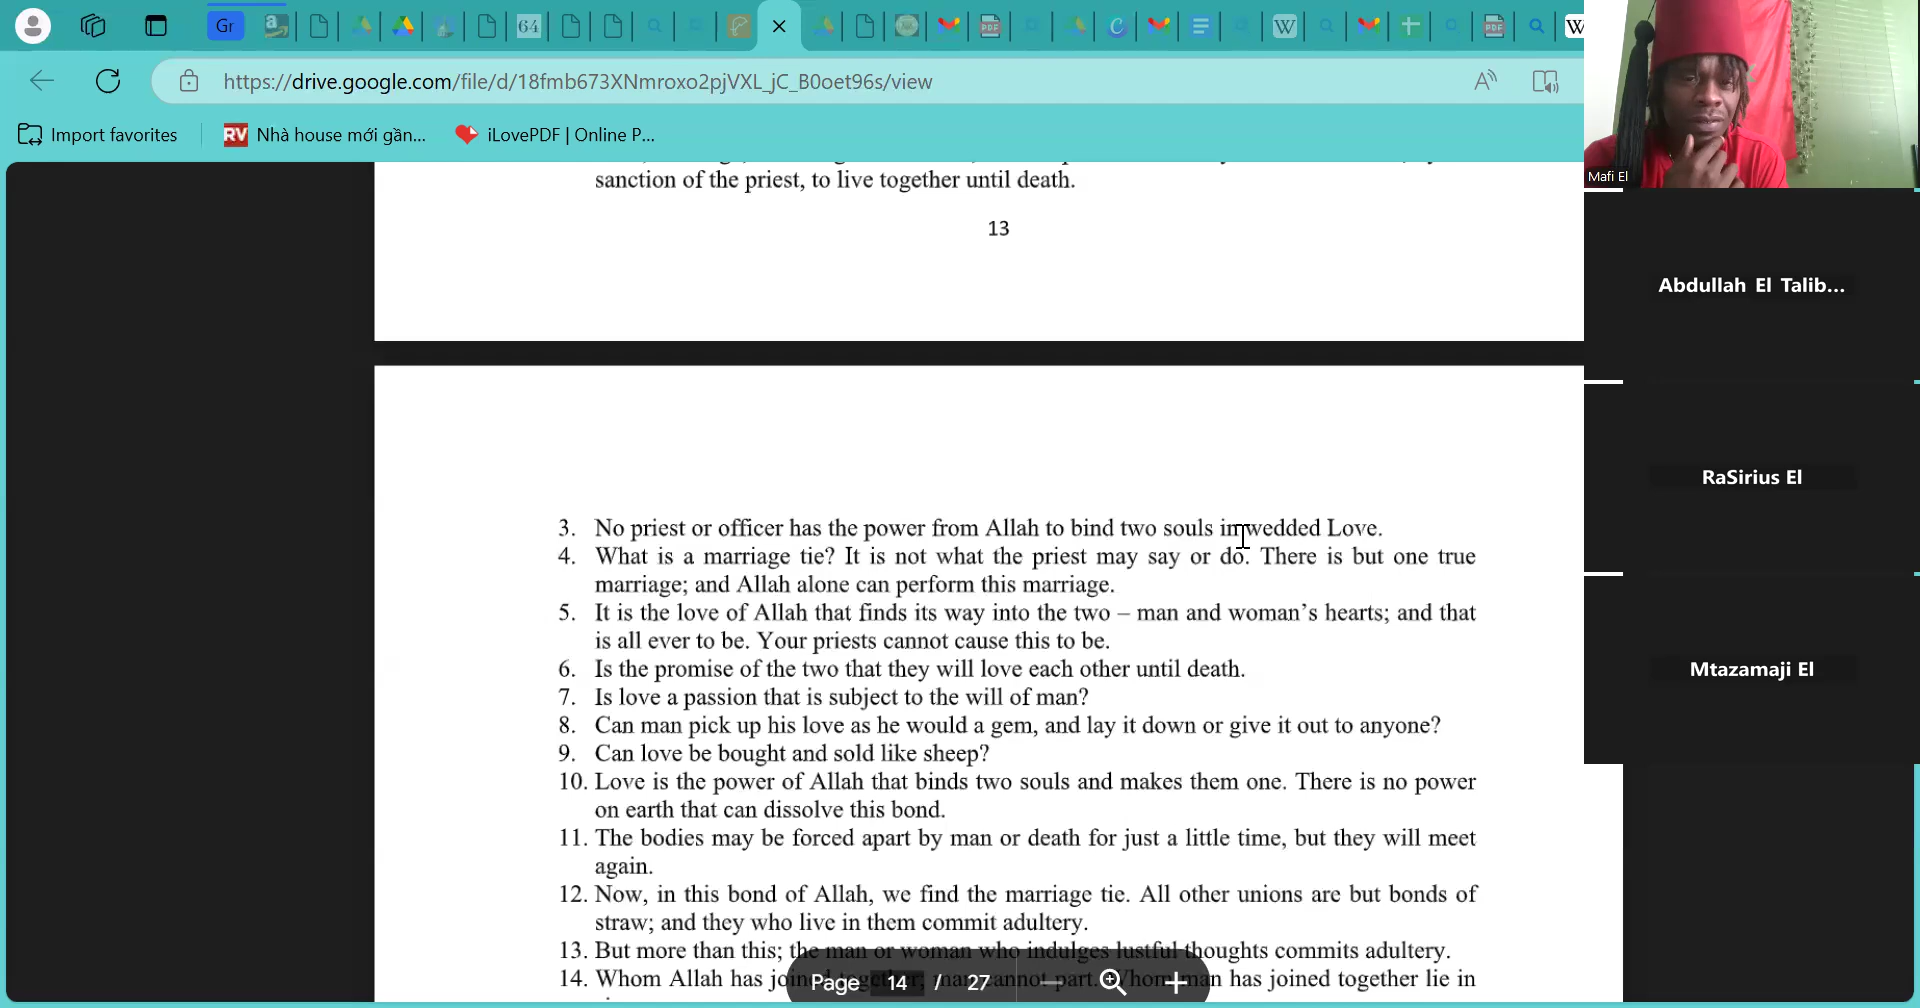 Gr
64
https://drive.google.com/file/d/18fmb673XNmroxo2pjVXL_jC_B0oet96s/view
Import favorites
RV Nhà house mới gần...
iLovePDF | Online P...
Mafi El
Abdullah El Talib...
RaSirius El
Mtazamaji El
sanction of the priest, to live together until death.
13
3. No priest or officer has the power from Allah to bind two souls in wedded Love.
4. What is a marriage tie? It is not what the priest may say or do. There is but one true
marriage; and Allah alone can perform this marriage.
5. It is the love of Allah that finds its way into the two – man and woman’s hearts; and that
is all ever to be. Your priests cannot cause this to be.
6. Is the promise of the two that they will love each other until death.
7. Is love a passion that is subject to the will of man?
8. Can man pick up his love as he would a gem, and lay it down or give it out to anyone?
9. Can love be bought and sold like sheep?
10. Love is the power of Allah that binds two souls and makes them one. There is no power
on earth that can dissolve this bond.
11. The bodies may be forced apart by man or death for just a little time, but they will meet
again.
12. Now, in this bond of Allah, we find the marriage tie. All other unions are but bonds of
straw; and they who live in them commit adultery.
13. But more than this; the man or woman who indulges lustful thoughts commits adultery.
14. Whom Allah has joined together, man cannot part. Whom man has joined together lie in
Page 14 / 27